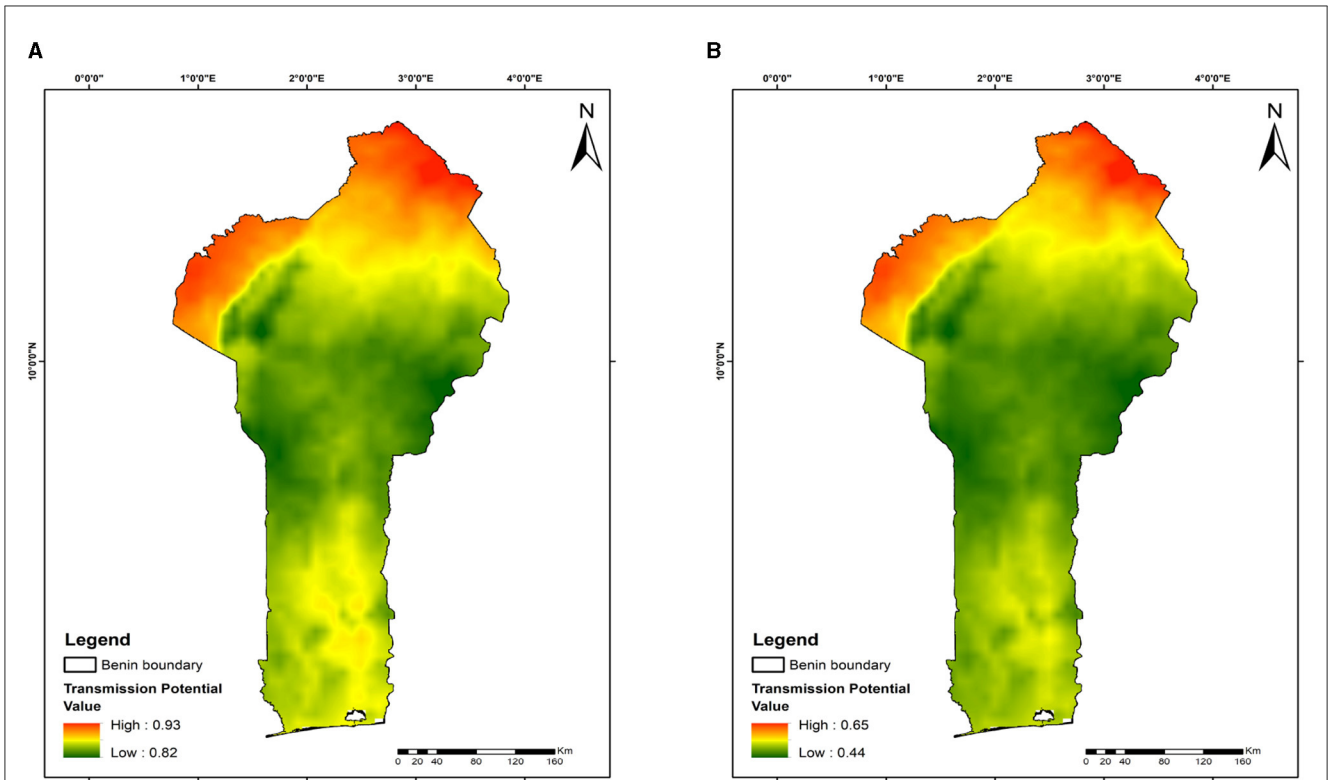 A
0°0'0" 1°0'0"E 2°0'0"E 3°0'0"E 4°0'0"E
N
10°0'0"N
Legend
Benin boundary
Transmission Potential
Value
High : 0.93
Low : 0.82
Km
0 20 40 80 120 160
B
0°0'0" 1°0'0"E 2°0'0"E 3°0'0"E 4°0'0"E
N
10°0'0"N
Legend
Benin boundary
Transmission Potential
Value
High : 0.65
Low : 0.44
Km
0 20 40 80 120 160